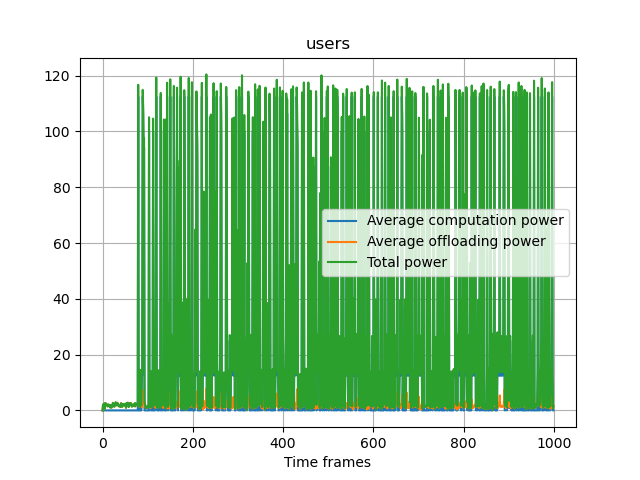 users
120
100
80
60
40
20
0
Average computation power
Average offloading power
Total power
0 200 400 600 800 1000
Time frames